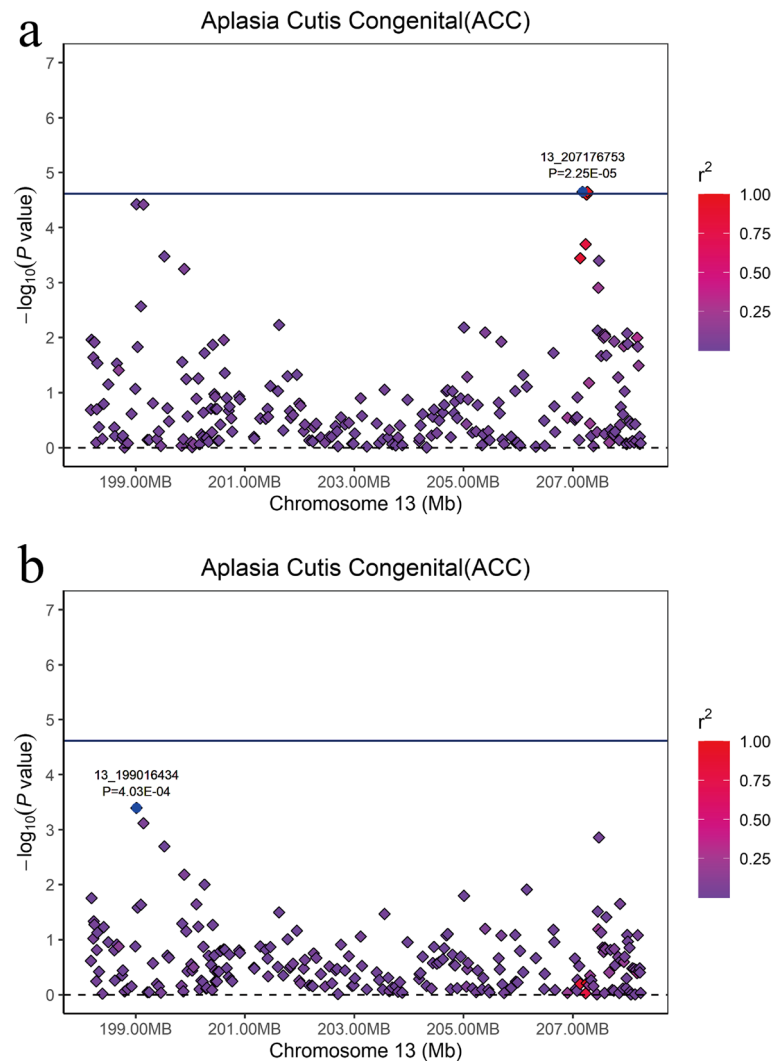 a
Aplasia Cutis Congenital(ACC)
7
6
5
4
3
2
1
0
−log10(P value)
13_207176753
P=2.25E-05
199.00MB 201.00MB 203.00MB 205.00MB 207.00MB
Chromosome 13 (Mb)
r2
1.00
0.75
0.50
0.25
b
Aplasia Cutis Congenital(ACC)
7
6
5
4
3
2
1
0
−log10(P value)
13_199016434
P=4.03E-04
199.00MB 201.00MB 203.00MB 205.00MB 207.00MB
Chromosome 13 (Mb)
r2
1.00
0.75
0.50
0.25